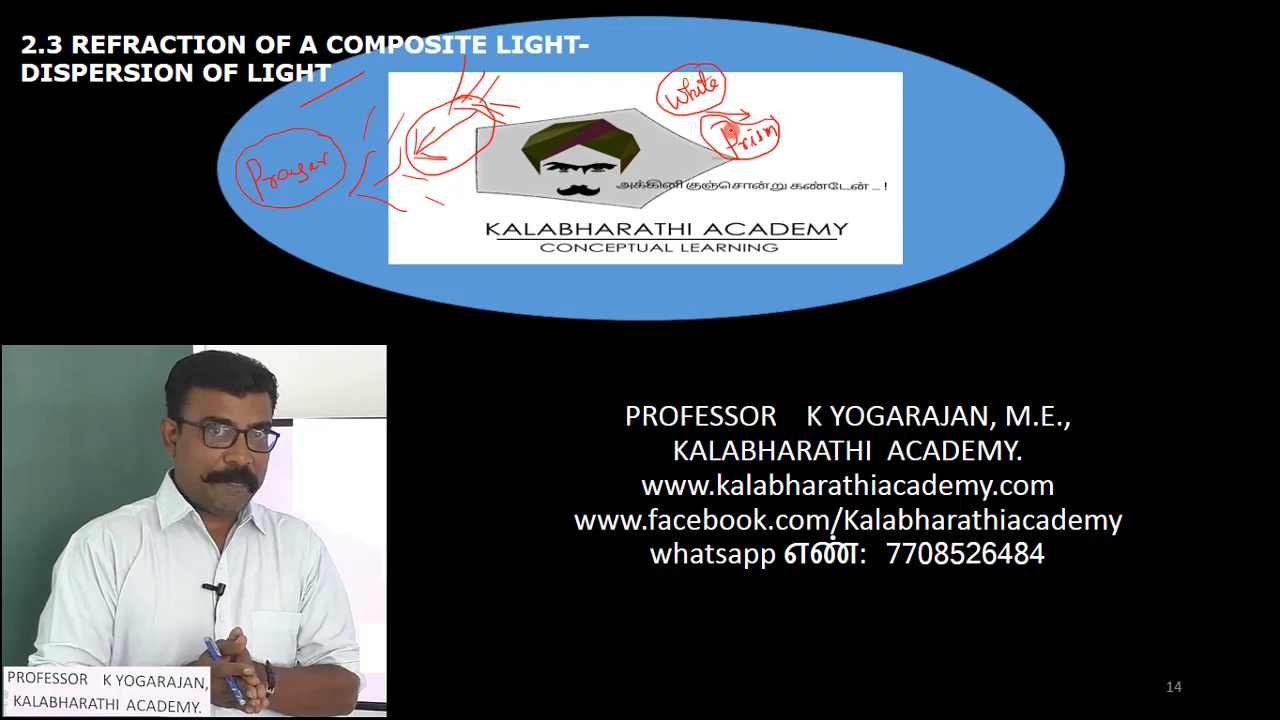 2.3 REFRACTION OF A COMPOSITE LIGHT-
DISPERSION OF LIGHT
White
Prism
Prayer
அக்கினி குஞ்சொன்று கண்டேன் ... !
KALABHARATHI ACADEMY
CONCEPTUAL LEARNING
PROFESSOR K YOGARAJAN, M.E.,
KALABHARATHI ACADEMY.
www.kalabharathiacademy.com
www.facebook.com/Kalabharathiacademy
whatsapp எண்: 7708526484
PROFESSOR K YOGARAJAN,
KALABHARATHI ACADEMY.
14